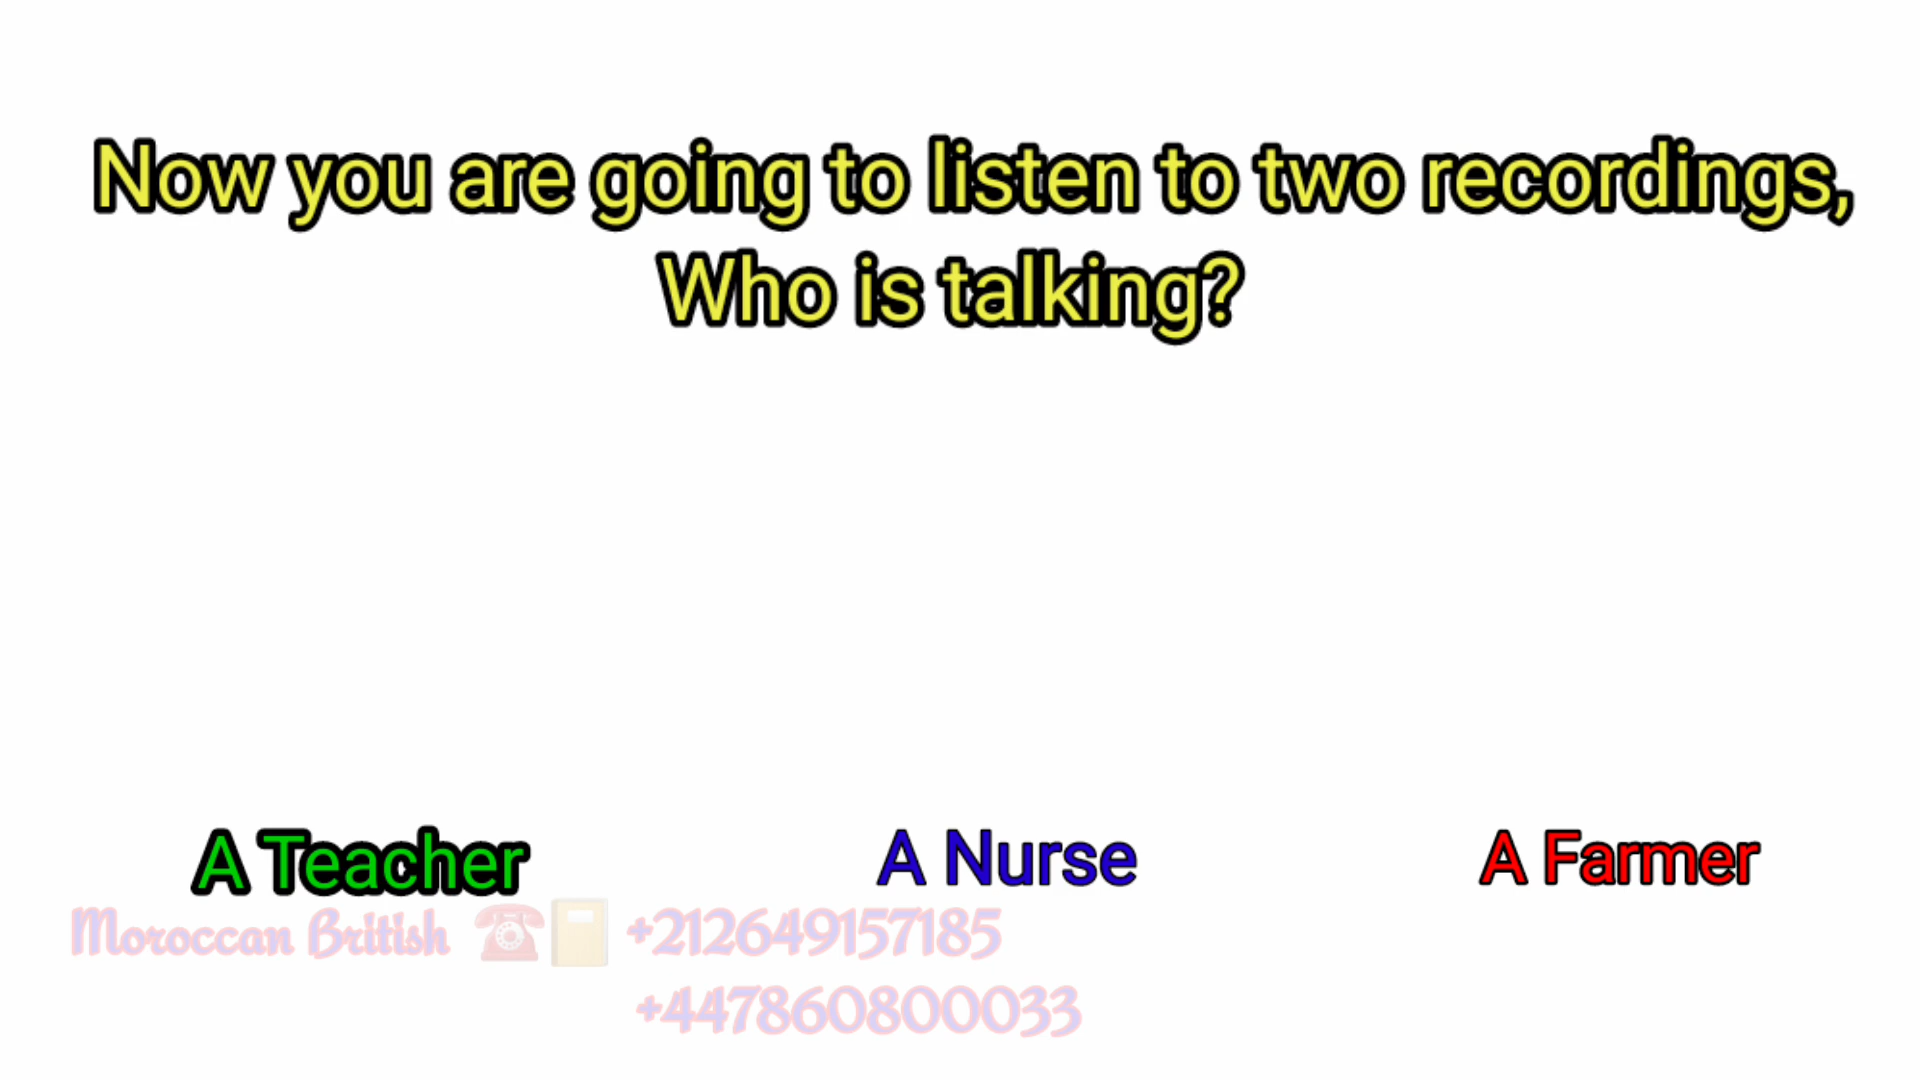 Now you are going to listen to two recordings,
Who is talking?
A Teacher A Nurse A Farmer
Moroccan British ☎️📒 +212649157185
+447860800033